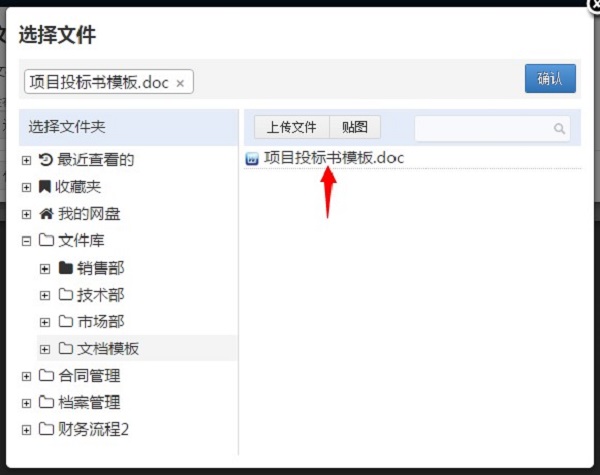 选择文件
项目投标书模板.doc ×
确认
选择文件夹
上传文件 贴图
最近查看的
收藏夹
我的网盘
文件库
销售部
技术部
市场部
文档模板
合同管理
档案管理
财务流程2
项目投标书模板.doc